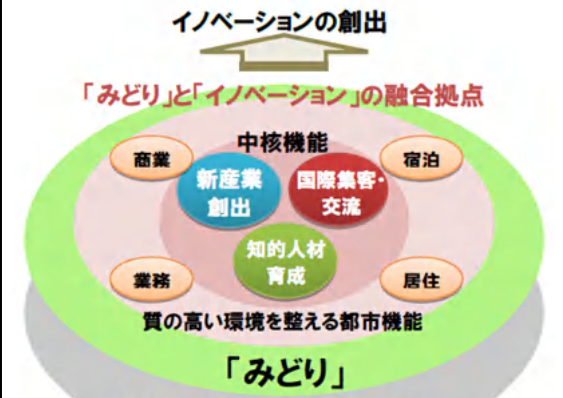 イノベーションの創出
「みどり」と「イノベーション」の融合拠点
中核機能
商業
宿泊
新産業
創出
国際集客・
交流
知的人材
育成
業務
居住
質の高い環境を整える都市機能
「みどり」